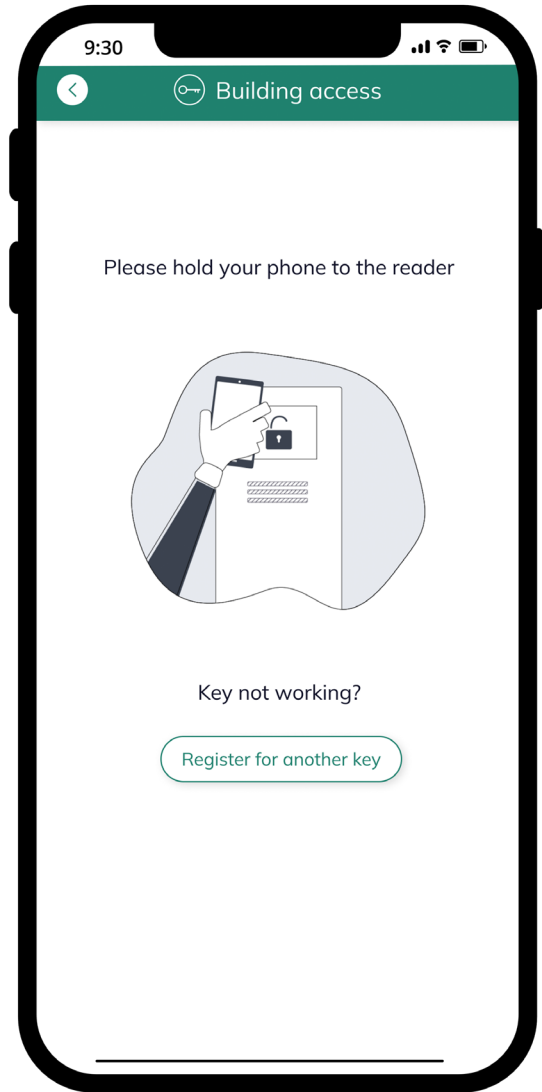 9:30
Building access
Please hold your phone to the reader
Key not working?
Register for another key